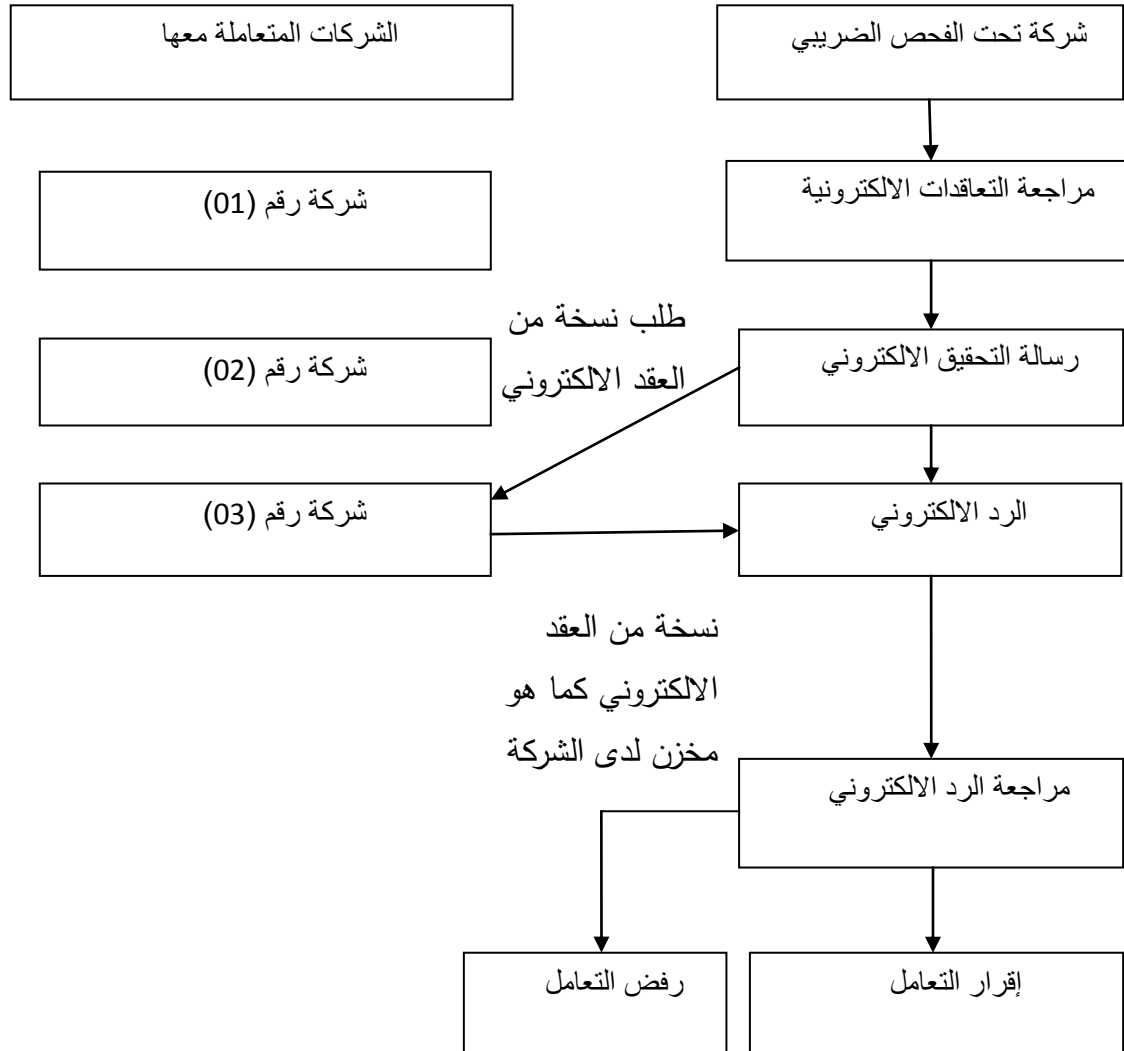 شركة تحت الفحص الضريبي
الشركات المتعاملة معها
مراجعة التعاقدات الالكترونية
شركة رقم (01)
طلب نسخة من
العقد الالكتروني
رسالة التحقيق الالكتروني
شركة رقم (02)
الرد الالكتروني
شركة رقم (03)
نسخة من العقد
الالكتروني كما هو
مخزن لدى الشركة
مراجعة الرد الالكتروني
إقرار التعامل
رفض التعامل